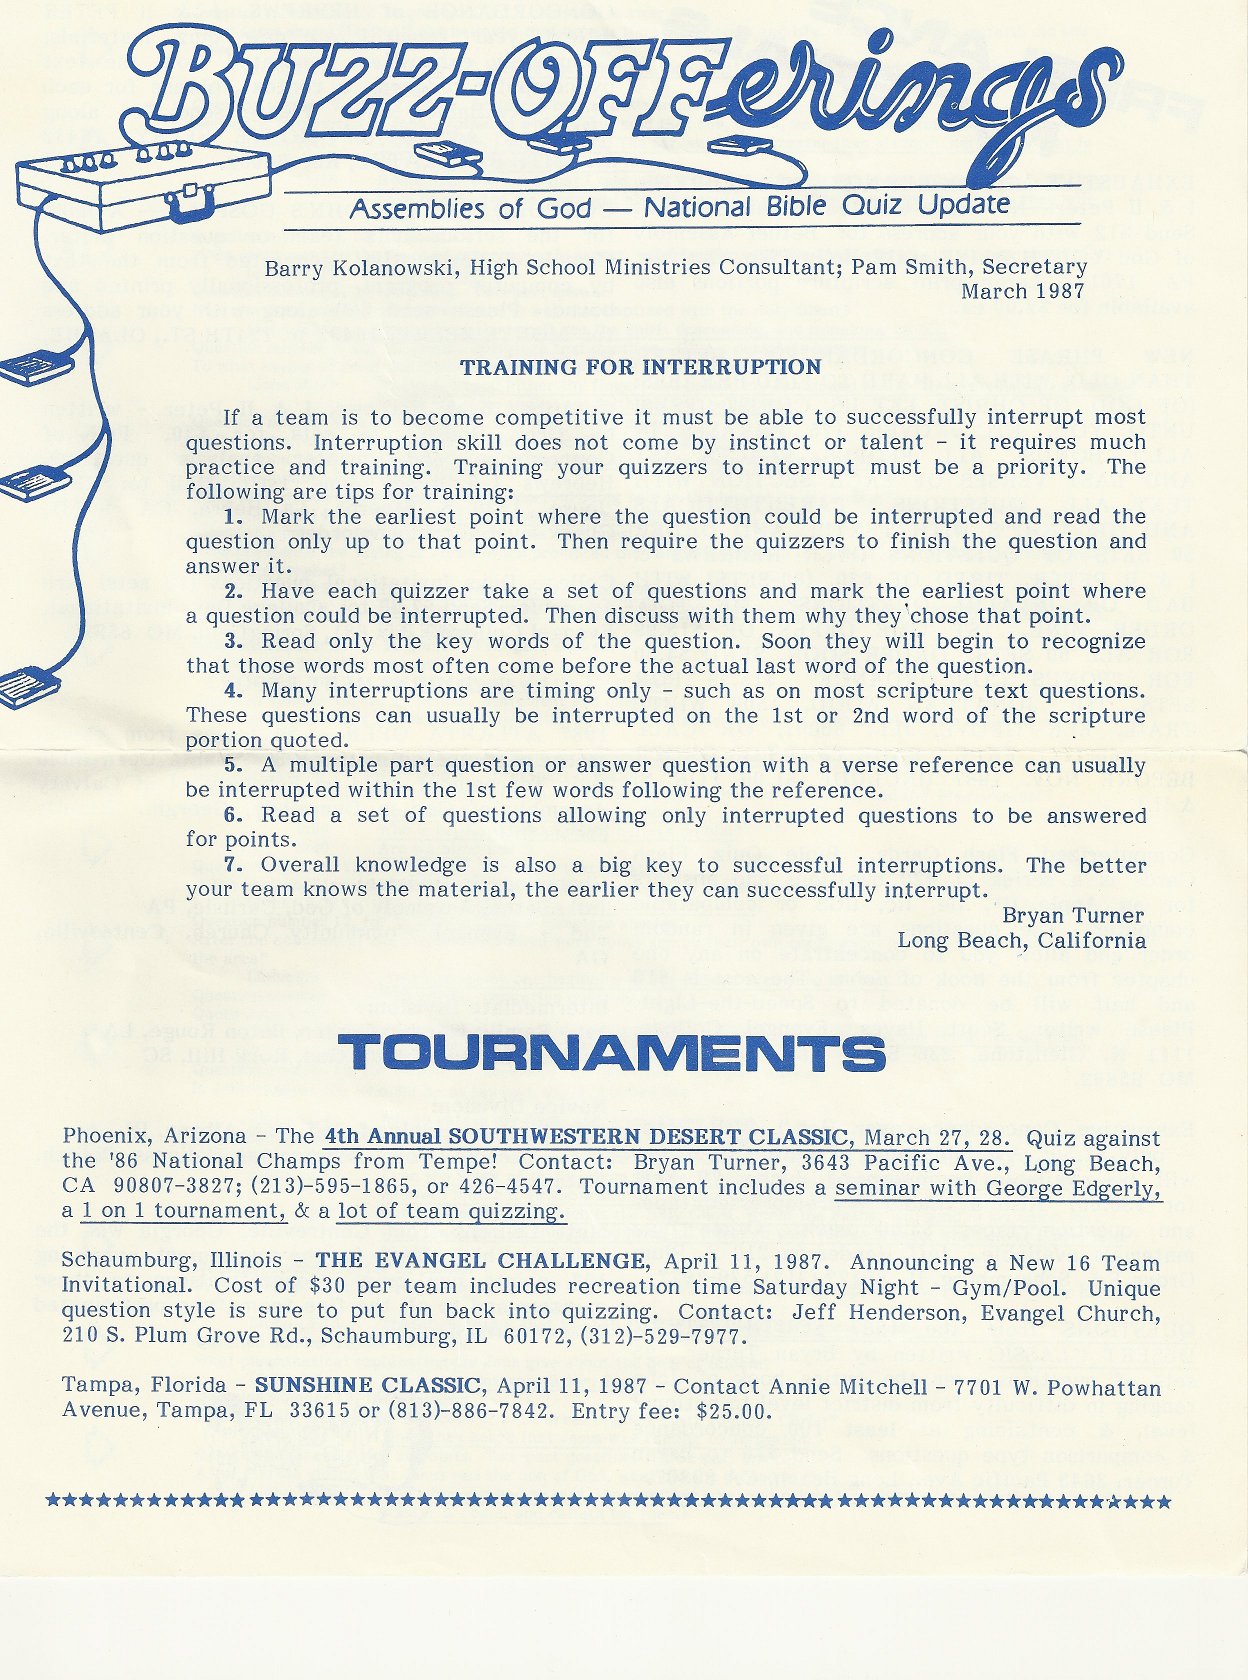 BUZZ-OFFerings
Assemblies of God — National Bible Quiz Update
Barry Kolanowski, High School Ministries Consultant; Pam Smith, Secretary
March 1987
TRAINING FOR INTERRUPTION
If a team is to become competitive it must be able to successfully interrupt most
questions. Interruption skill does not come by instinct or talent - it requires much
practice and training. Training your quizzers to interrupt must be a priority. The
following are tips for training:
1. Mark the earliest point where the question could be interrupted and read the
question only up to that point. Then require the quizzers to finish the question and
answer it.
2. Have each quizzer take a set of questions and mark the earliest point where
a question could be interrupted. Then discuss with them why they chose that point.
3. Read only the key words of the question. Soon they will begin to recognize
that those words most often come before the actual last word of the question.
4. Many interruptions are timing only - such as on most scripture text questions.
These questions can usually be interrupted on the 1st or 2nd word of the scripture
portion quoted.
5. A multiple part question or answer question with a verse reference can usually
be interrupted within the 1st few words following the reference.
6. Read a set of questions allowing only interrupted questions to be answered
for points.
7. Overall knowledge is also a big key to successful interruptions. The better
your team knows the material, the earlier they can successfully interrupt.
Bryan Turner
Long Beach, California
TOURNAMENTS
Phoenix, Arizona - The 4th Annual SOUTHWESTERN DESERT CLASSIC, March 27, 28. Quiz against
the '86 National Champs from Tempe! Contact: Bryan Turner, 3643 Pacific Ave., Long Beach,
CA 90807-3827; (213)-595-1865, or 426-4547. Tournament includes a seminar with George Edgerly,
a 1 on 1 tournament, & a lot of team quizzing.
Schaumburg, Illinois - THE EVANGEL CHALLENGE, April 11, 1987. Announcing a New 16 Team
Invitational. Cost of $30 per team includes recreation time Saturday Night - Gym/Pool. Unique
question style is sure to put fun back into quizzing. Contact: Jeff Henderson, Evangel Church,
210 S. Plum Grove Rd., Schaumburg, IL 60172, (312)-529-7977.
Tampa, Florida - SUNSHINE CLASSIC, April 11, 1987 - Contact Annie Mitchell - 7701 W. Powhattan
Avenue, Tampa, FL 33615 or (813)-886-7842. Entry fee: $25.00.